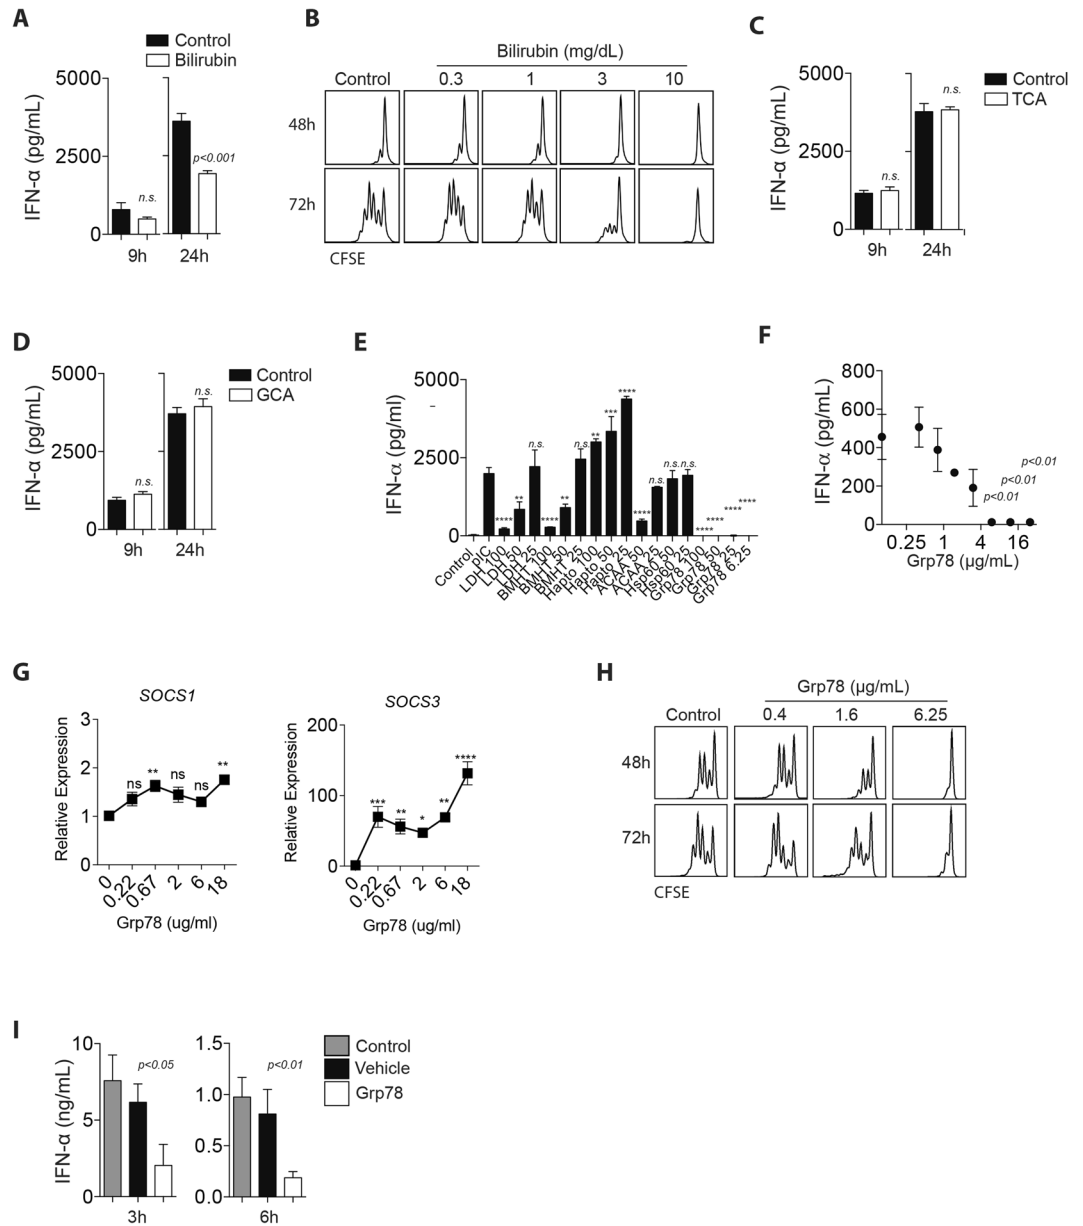 A
Control
Bilirubin
IFN-α (pg/mL)
5000
2500
0
n.s.
p<0.001
9h
24h
B
Bilirubin (mg/dL)
Control
0.3
1
3
10
48h
72h
CFSE
C
Control
TCA
IFN-α (pg/mL)
5000
2500
0
n.s.
n.s.
9h
24h
D
Control
GCA
IFN-α (pg/mL)
5000
2500
0
n.s.
n.s.
9h
24h
E
IFN-α (pg/ml)
5000
2500
0
****
**
n.s.
****
**
n.s.
**
***
****
****
n.s.
n.s.
n.s.
****
****
****
****
Control
pIC
LDH 100
LDH 50
LDH 25
BMHT 100
BMHT 50
BMHT 25
Hapto 100
Hapto 50
Hapto 25
ACAA 50
ACAA 25
Hsp60 50
Hsp60 25
Grp78 100
Grp78 50
Grp78 25
Grp78 6.25
F
IFN-α (pg/mL)
800
600
400
200
0
p<0.01
p<0.01
p<0.01
0.25
1
4
16
Grp78 (µg/mL)
G
SOCS1
Relative Expression
3
2
1
0
ns
**
ns
ns
**
0
0.22
0.67
2
6
18
Grp78 (ug/ml)
SOCS3
Relative Expression
200
100
0
***
**
*
**
****
0
0.22
0.67
2
6
18
Grp78 (ug/ml)
H
Grp78 (µg/mL)
Control
0.4
1.6
6.25
48h
72h
CFSE
I
IFN-α (ng/mL)
10
5
0
p<0.05
3h
1.5
1.0
0.5
0.0
p<0.01
6h
Control
Vehicle
Grp78